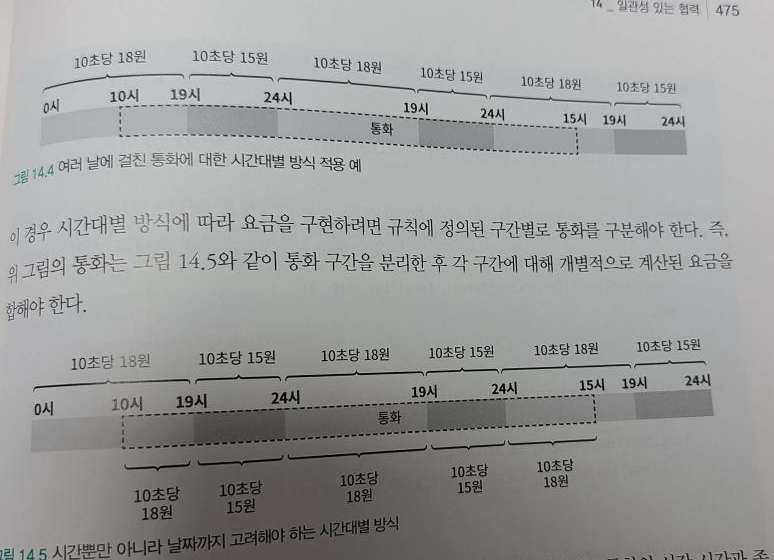 14 _ 일관성 있는 협력 475
10초당 18원 10초당 15원 10초당 18원 10초당 15원 10초당 18원 10초당 15원
0시 10시 19시 24시 19시 24시 15시 19시 24시
통화
그림 14.4 여러 날에 걸친 통화에 대한 시간대별 방식 적용 예
이 경우 시간대별 방식에 따라 요금을 구현하려면 규칙에 정의된 구간별로 통화를 구분해야 한다. 즉,
위 그림의 통화는 그림 14.5와 같이 통화 구간을 분리한 후 각 구간에 대해 개별적으로 계산된 요금을
합해야 한다.
10초당 18원 10초당 15원 10초당 18원 10초당 15원 10초당 18원 10초당 15원
0시 10시 19시 24시 19시 24시 15시 19시 24시
통화
10초당 10초당 10초당 10초당 10초당
18원 15원 18원 15원 18원
그림 14.5 시간뿐만 아니라 날짜까지 고려해야 하는 시간대별 방식